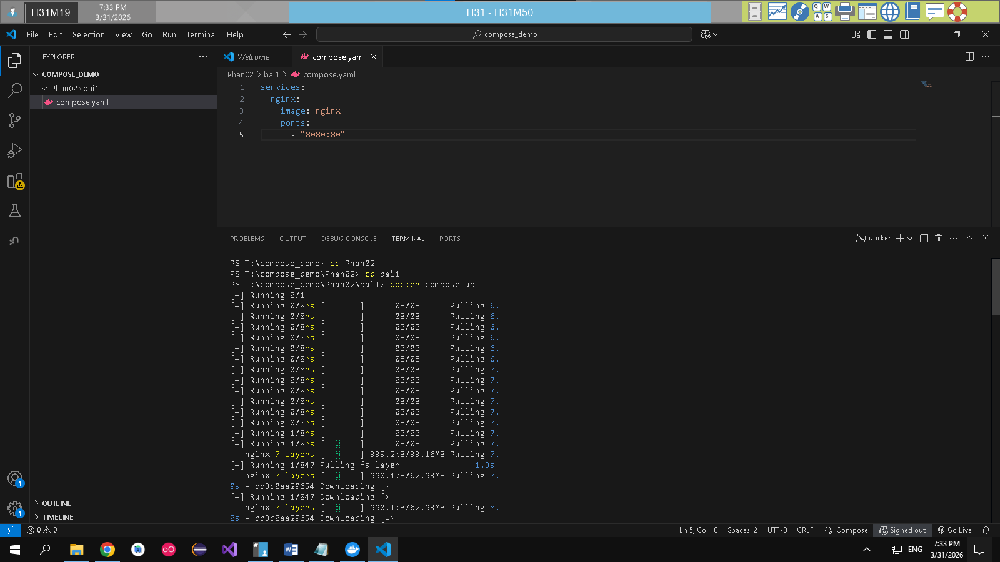 H31M19
7:33 PM
3/31/2026
H31 - H31M50
Q W
A S
File Edit Selection View Go Run Terminal Help
compose_demo
EXPLORER
Welcome
compose.yaml
COMPOSE_DEMO
Phan02 \ bai1
compose.yaml
Phan02 > bai1 > compose.yaml
1 services:
2 nginx:
3 image: nginx
4 ports:
5 - "8080:80"
PROBLEMS OUTPUT DEBUG CONSOLE TERMINAL PORTS
docker
PS T:\compose_demo> cd Phan02
PS T:\compose_demo\Phan02> cd bai1
PS T:\compose_demo\Phan02\bai1> docker compose up
[+] Running 0/1
[+] Running 0/8rs [ ] 0B/0B Pulling 6.
[+] Running 0/8rs [ ] 0B/0B Pulling 6.
[+] Running 0/8rs [ ] 0B/0B Pulling 6.
[+] Running 0/8rs [ ] 0B/0B Pulling 6.
[+] Running 0/8rs [ ] 0B/0B Pulling 6.
[+] Running 0/8rs [ ] 0B/0B Pulling 6.
[+] Running 0/8rs [ ] 0B/0B Pulling 7.
[+] Running 0/8rs [ ] 0B/0B Pulling 7.
[+] Running 0/8rs [ ] 0B/0B Pulling 7.
[+] Running 0/8rs [ ] 0B/0B Pulling 7.
[+] Running 0/8rs [ ] 0B/0B Pulling 7.
[+] Running 0/8rs [ ] 0B/0B Pulling 7.
[+] Running 1/8rs [ ] 0B/0B Pulling 7.
[+] Running 1/8rs [ ⣿ ] 0B/0B Pulling 7.
- nginx 7 layers [ ⣿ ] 335.2kB/33.16MB Pulling 7.
[+] Running 1/847 Pulling fs layer 1.3s
- nginx 7 layers [ ⣿ ] 990.1kB/62.93MB Pulling 7.
9s - bb3d0aa29654 Downloading [>
[+] Running 1/847 Downloading [>
- nginx 7 layers [ ⣿ ] 990.1kB/62.93MB Pulling 8.
0s - bb3d0aa29654 Downloading [=>
OUTLINE
TIMELINE
1
1
0 0
Ln 5, Col 18 Spaces: 2 UTF-8 CRLF Compose Signed out Go Live
ENG
7:33 PM
3/31/2026